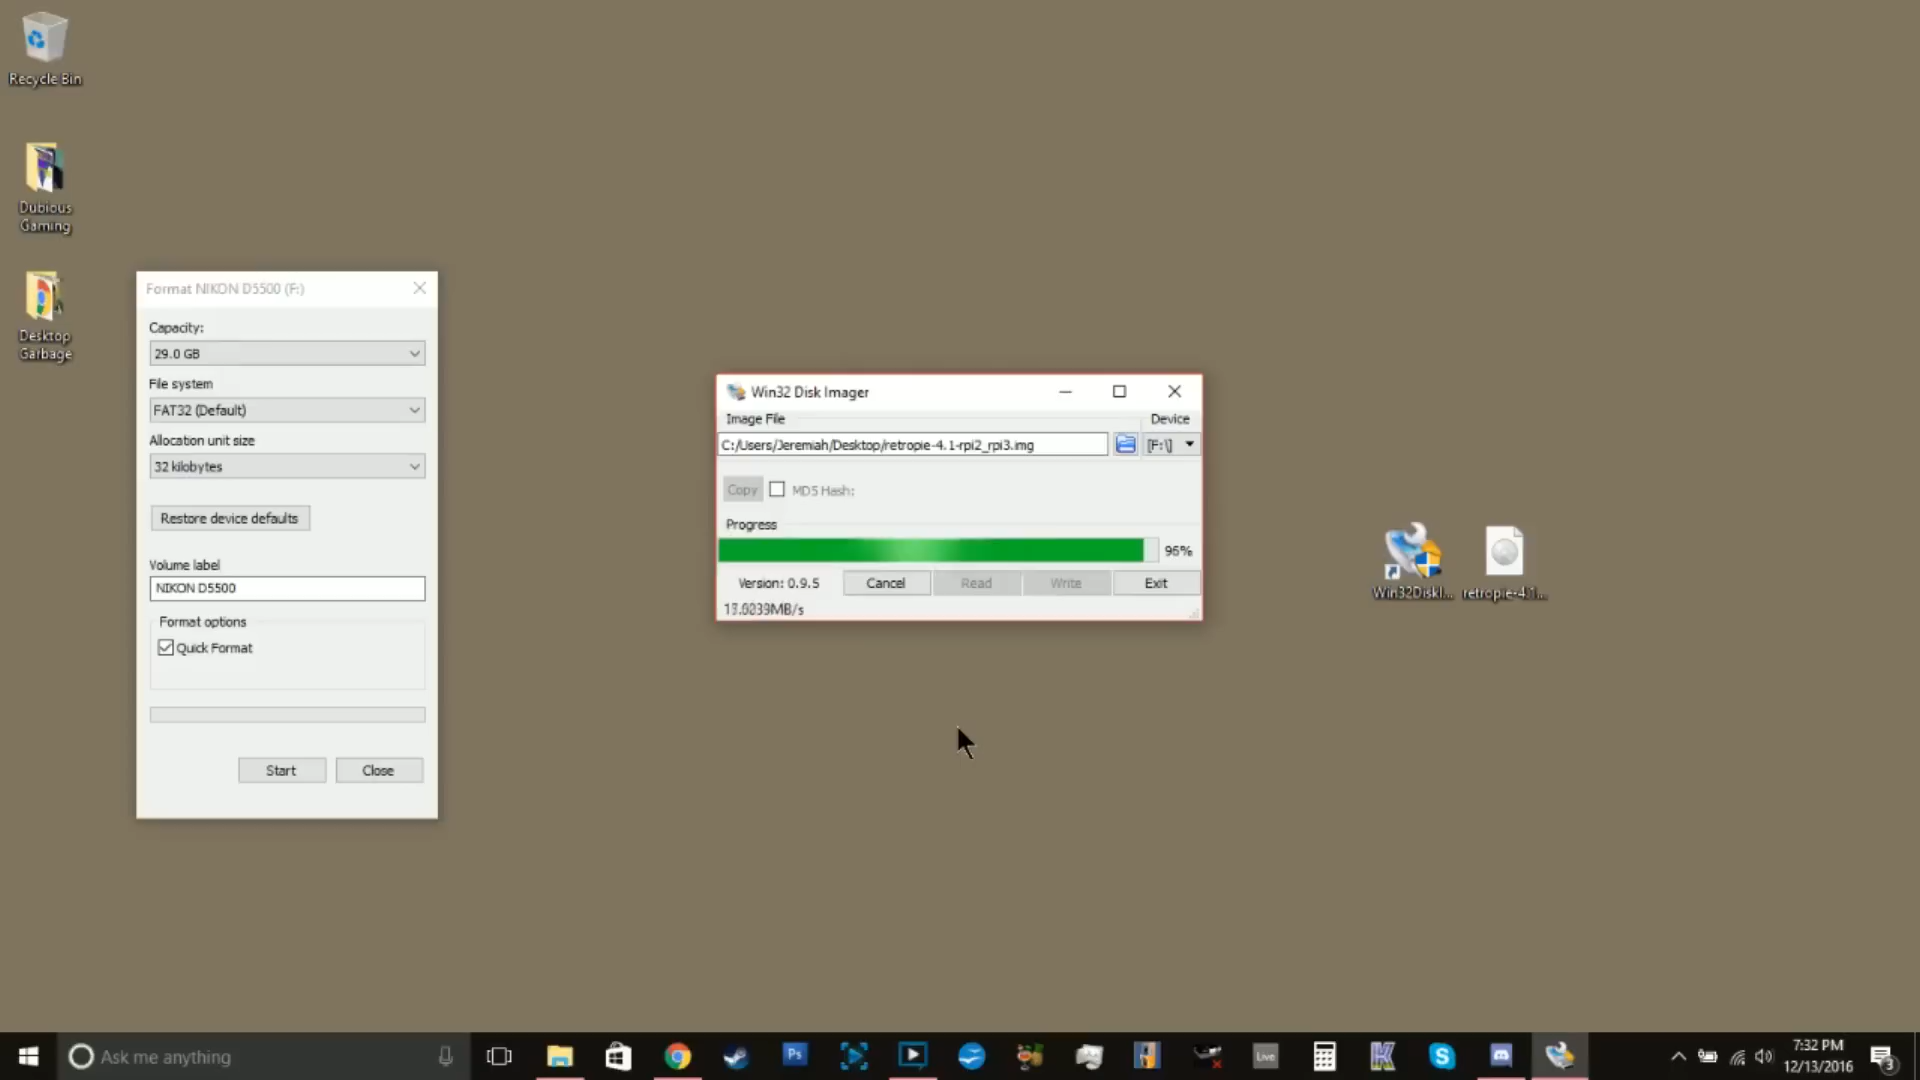 Recycle Bin
Dubious
Gaming
Desktop
Garbage
Format NIKON D5500 (F:)
Capacity:
29.0 GB
File system
FAT32 (Default)
Allocation unit size
32 kilobytes
Restore device defaults
Volume label
NIKON D5500
Format options
Quick Format
Start
Close
Win32 Disk Imager
Image File
Device
C:/Users/Jeremiah/Desktop/retropie-4.1-rpi2_rpi3.img
[F:\]
Copy
MD5 Hash:
Progress
96%
Version: 0.9.5
Cancel
Read
Write
Exit
Win32DiskI...
retropie-4.1...
Ask me anything
Ps
Live
7:32 PM
12/13/2016
3